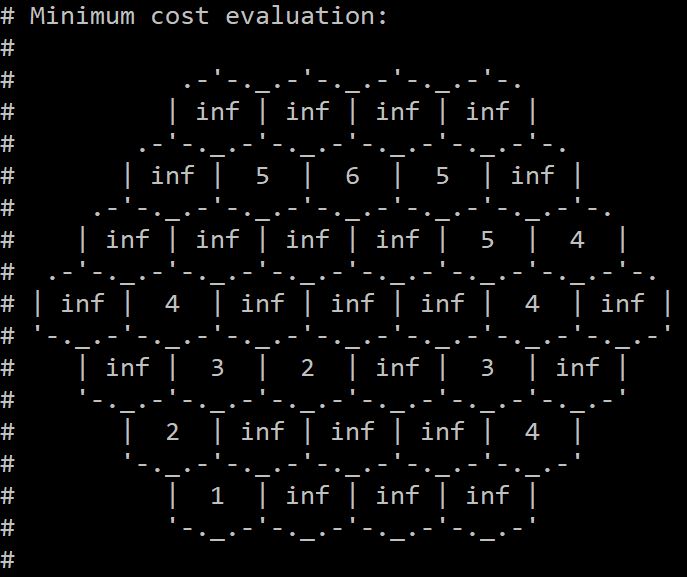 # Minimum cost evaluation:
#
#           .-'-._.-'-._.-'-._.-'-.
#          | inf | inf | inf | inf |
#        .-'-._.-'-._.-'-._.-'-._.-'-.
#       | inf |  5  |  6  |  5  | inf |
#     .-'-._.-'-._.-'-._.-'-._.-'-._.-'-.
#    | inf | inf | inf | inf |  5  |  4  |
#  .-'-._.-'-._.-'-._.-'-._.-'-._.-'-._.-'-.
# | inf |  4  | inf | inf | inf |  4  | inf |
# '-._.-'-._.-'-._.-'-._.-'-._.-'-._.-'-._.-'
#    | inf |  3  |  2  | inf |  3  | inf |
#    '-._.-'-._.-'-._.-'-._.-'-._.-'-._.-'
#       |  2  | inf | inf | inf |  4  |
#       '-._.-'-._.-'-._.-'-._.-'-._.-'
#          |  1  | inf | inf | inf |
#          '-._.-'-._.-'-._.-'-._.-'
#